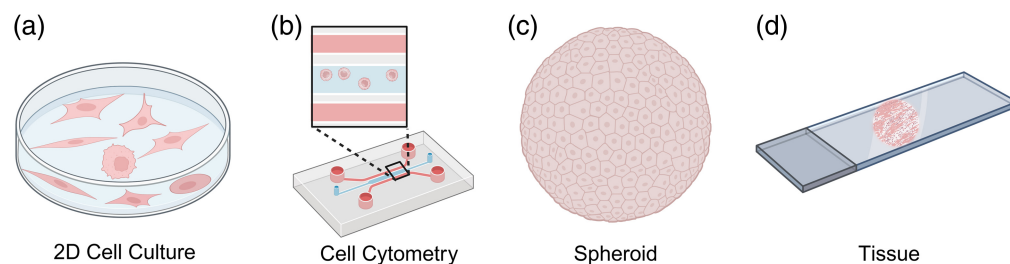 (a)
(b)
(c)
(d)
2D Cell Culture
Cell Cytometry
Spheroid
Tissue